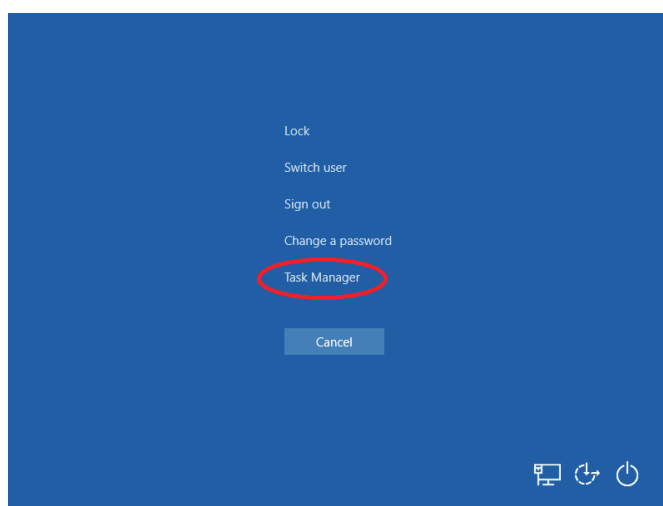 Lock
Switch user
Sign out
Change a password
Task Manager
Cancel